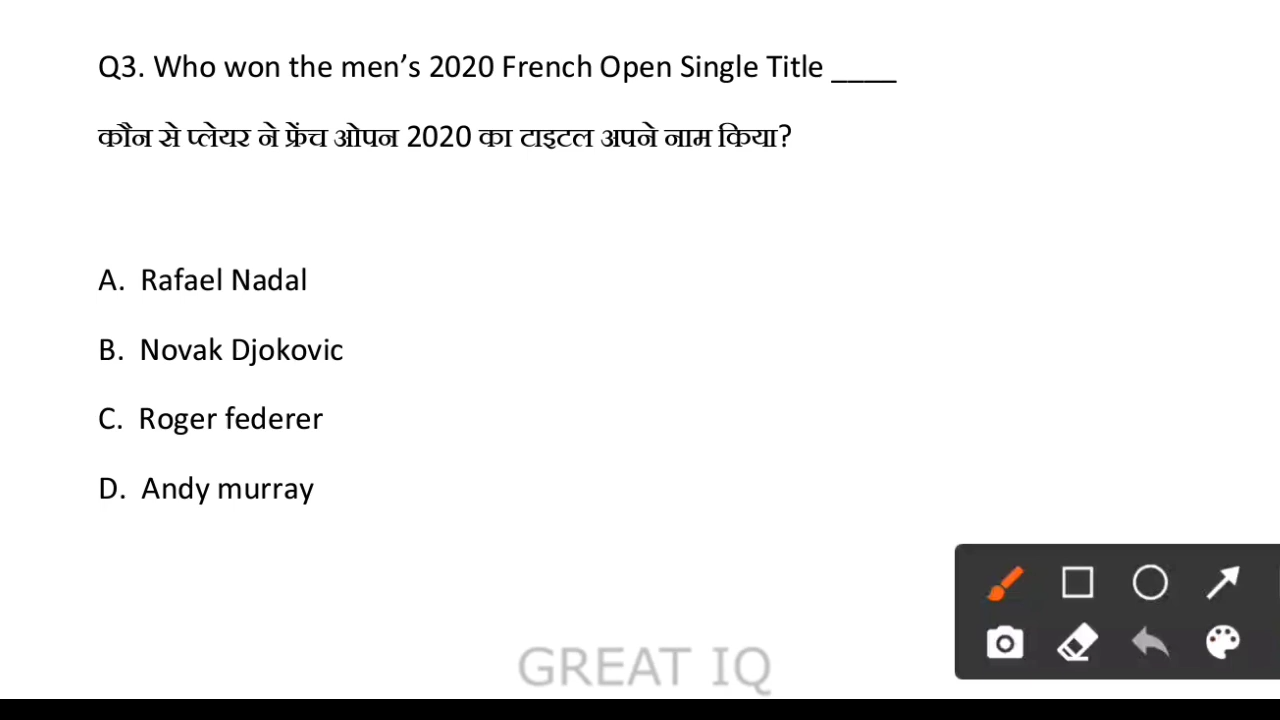 Q3. Who won the men’s 2020 French Open Single Title ____
कौन से प्लेयर ने फ्रेंच ओपन 2020 का टाइटल अपने नाम किया?
A. Rafael Nadal
B. Novak Djokovic
C. Roger federer
D. Andy murray
GREAT IQ